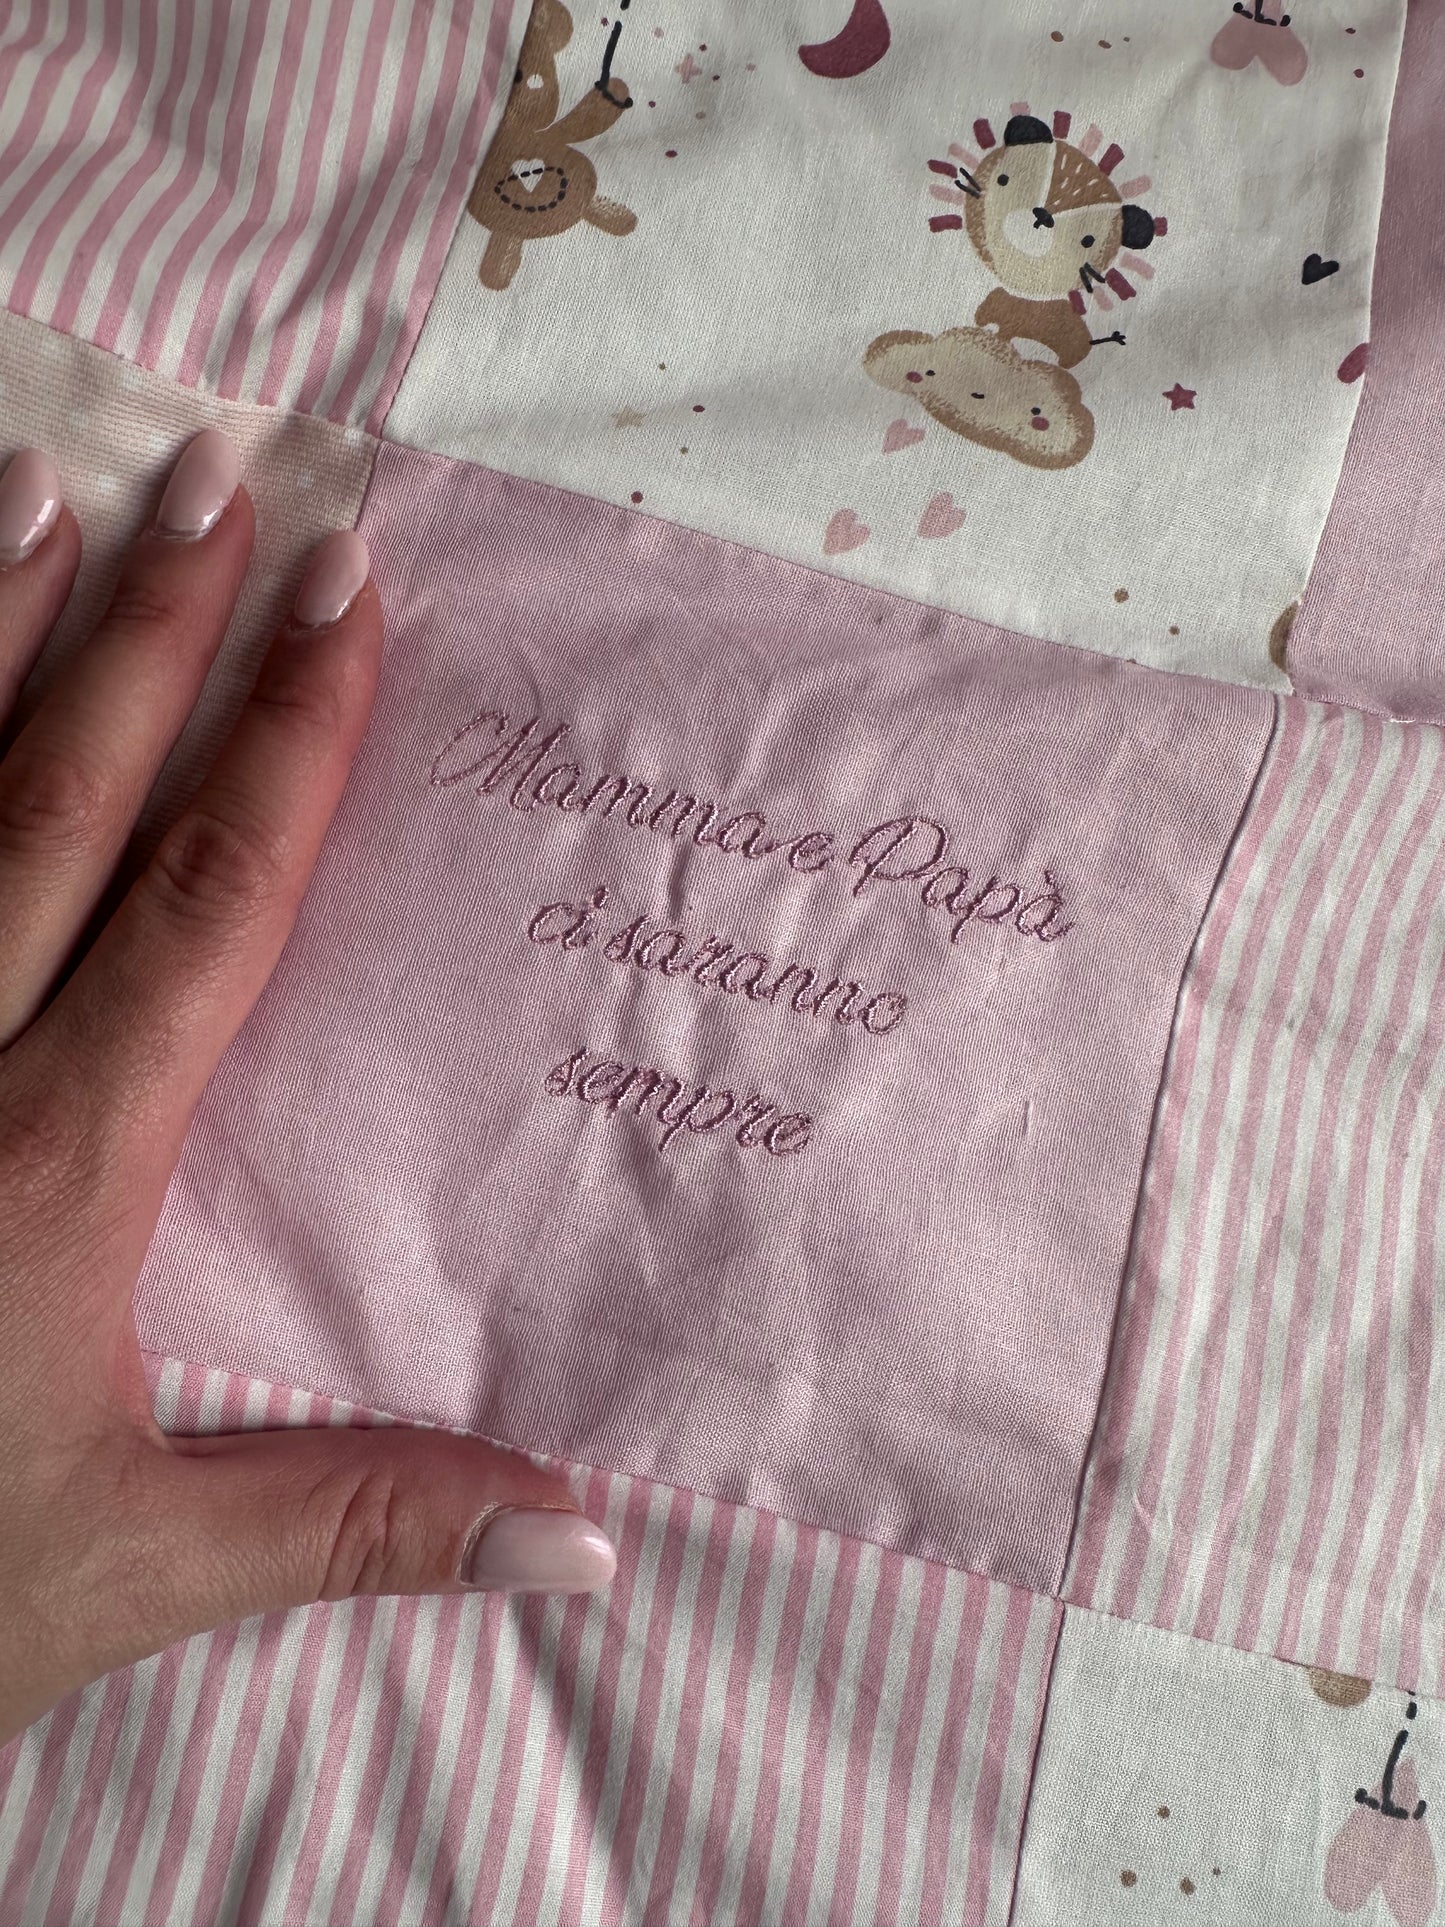 Mamma e Papà
ci saranno
sempre